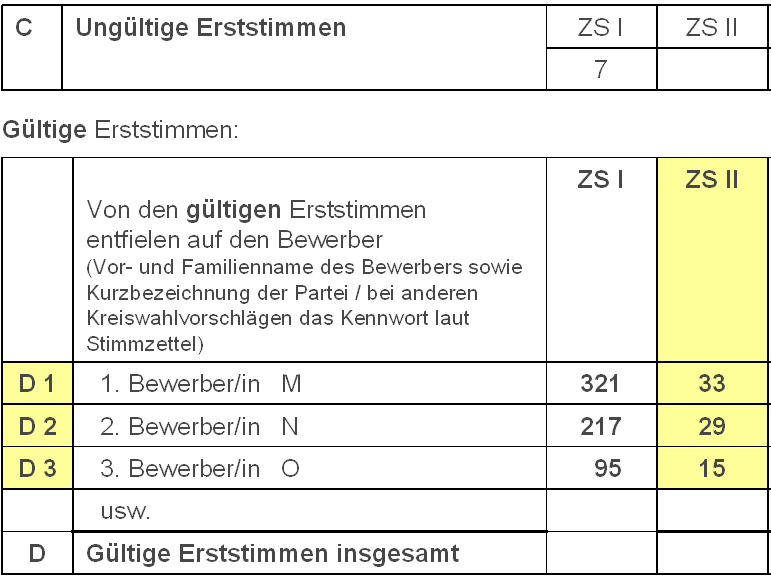 C Ungültige Erststimmen ZS I ZS II
7
Gültige Erststimmen:
ZS I ZS II
Von den gültigen Erststimmen
entfielen auf den Bewerber
(Vor- und Familienname des Bewerbers sowie
Kurzbezeichnung der Partei / bei anderen
Kreiswahlvorschlägen das Kennwort laut
Stimmzettel)
D 1 1. Bewerber/in M 321 33
D 2 2. Bewerber/in N 217 29
D 3 3. Bewerber/in O 95 15
usw.
D Gültige Erststimmen insgesamt